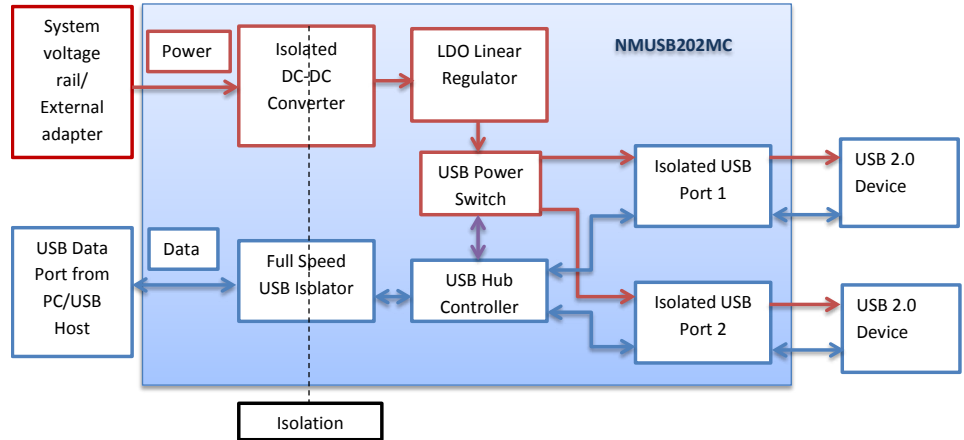 System
voltage
rail/
External
adapter
Power
Isolated
DC-DC
Converter
LDO Linear
Regulator
NMUSB202MC
USB Power
Switch
Isolated USB
Port 1
USB 2.0
Device
USB Data
Port from
PC/USB
Host
Data
Full Speed
USB Isolator
USB Hub
Controller
Isolated USB
Port 2
USB 2.0
Device
Isolation